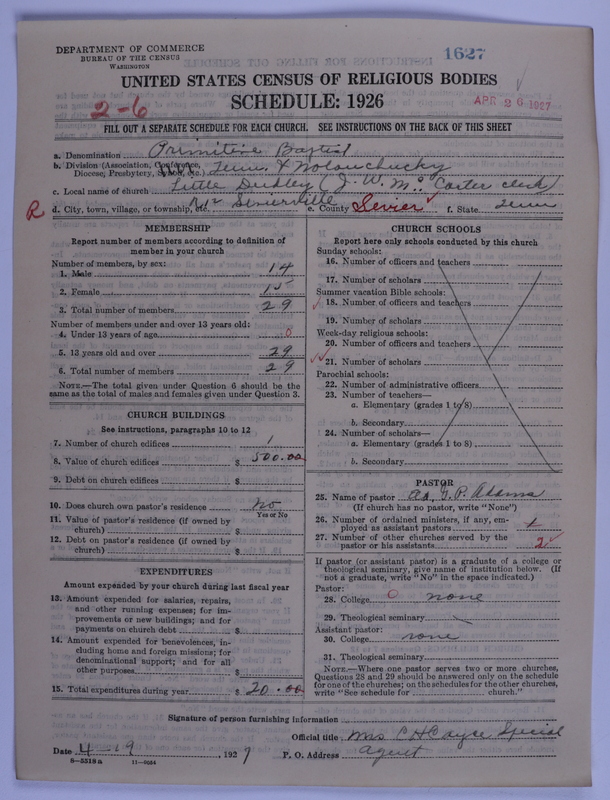 DEPARTMENT OF COMMERCE
BUREAU OF THE CENSUS
WASHINGTON
1627
UNITED STATES CENSUS OF RELIGIOUS BODIES
SCHEDULE: 1926
2-6
APR 26 1927
FILL OUT A SEPARATE SCHEDULE FOR EACH CHURCH. SEE INSTRUCTIONS ON THE BACK OF THIS SHEET
a. Denomination Primitive Baptist
b. Division (Association, Conference, Diocese, Presbytery, Synod, etc.) Tenn. & Nolanchucky
c. Local name of church Little Dudley (J. W. M. Carter clerk)
R
d. City, town, village, or township, etc. Sevierville e. County Sevier f. State Tenn
MEMBERSHIP
Report number of members according to definition of
member in your church
Number of members, by sex:
1. Male 14
2. Female 15
3. Total number of members 29
Number of members under and over 13 years old:
4. Under 13 years of age 0
5. 13 years old and over 29
6. Total number of members 29
NOTE.—The total given under Question 6 should be
same as the total of males and females given under Question 3.
CHURCH BUILDINGS
See instructions, paragraphs 10 to 12
7. Number of church edifices 1
8. Value of church edifices $ 500.00
9. Debt on church edifices $
10. Does church own pastor's residence No
Yes or No
11. Value of pastor's residence (if owned by
church) $
12. Debt on pastor's residence (if owned by
church) $
EXPENDITURES
Amount expended by your church during last fiscal year
13. Amount expended for salaries, repairs,
and other running expenses; for im-
provements or new buildings; and for
payments on church debt $
14. Amount expended for benevolences, in-
cluding home and foreign missions; for
denominational support; and for all
other purposes $
15. Total expenditures during year $ 20.00
CHURCH SCHOOLS
Report here only schools conducted by this church
Sunday schools:
16. Number of officers and teachers
17. Number of scholars
Summer vacation Bible schools:
18. Number of officers and teachers
19. Number of scholars
Week-day religious schools:
20. Number of officers and teachers
21. Number of scholars
Parochial schools:
22. Number of administrative officers
23. Number of teachers—
a. Elementary (grades 1 to 8)
b. Secondary
24. Number of scholars—
a. Elementary (grades 1 to 8)
b. Secondary
PASTOR
25. Name of pastor P. Adams
(If church has no pastor, write "None")
26. Number of ordained ministers, if any, em-
ployed as assistant pastors 1
27. Number of other churches served by the
pastor or his assistants 2
If pastor (or assistant pastor) is a graduate of a college or
theological seminary, give name of institution below. (If
not a graduate, write "No" in the space indicated.)
Pastor:
28. College 0 none
29. Theological seminary
Assistant pastor:
30. College none
31. Theological seminary
NOTE.—Where one pastor serves two or more churches,
Questions 28 and 29 should be answered only on the schedule
for one of the churches; on the schedules for the other churches,
write "See schedule for church."
Signature of person furnishing information
Official title Mrs C H Cayce Special
Date 4-19, 1927 P. O. Address Agent
8-5518a 11-9034